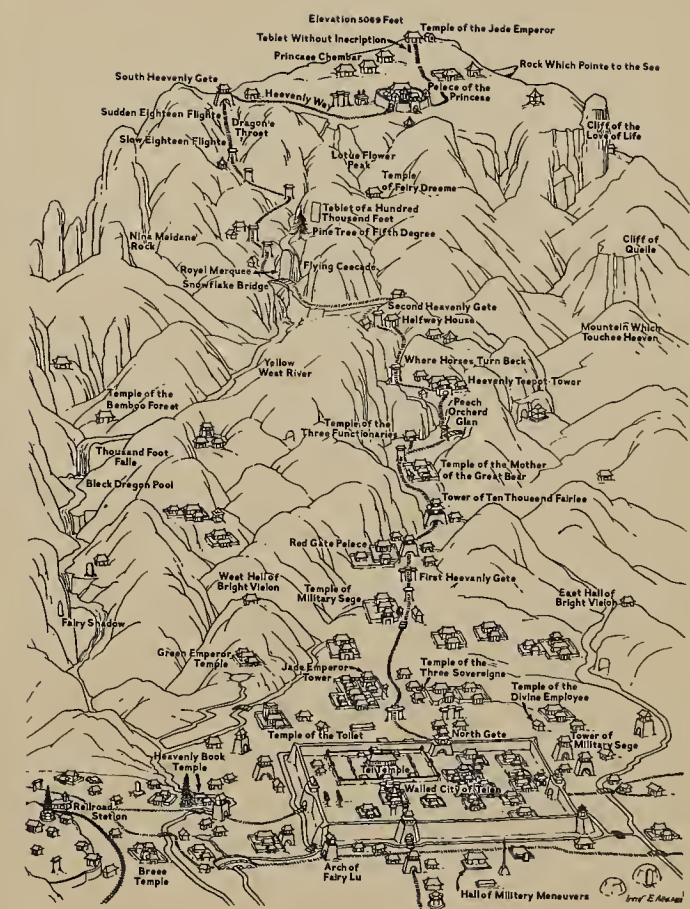 Elevation 5069 Feet
Temple of the Jade Emperor
Tablet Without Inscription
Princess Chamber
Rock Which Points to the Sea
South Heavenly Gate
Palace of the
Princess
Heavenly Way
Sudden Eighteen Flights
Dragon's
Throat
Cliff of the
Love of Life
Slow Eighteen Flights
Lotus Flower
Peak
Temple
of Fairy Dreams
Tablet of a Hundred
Thousand Feet
Pine Tree of Fifth Degree
Nine Maidens
Rock
Cliff of
Quells
Royal Marquee
Flying Cascade
Snowflake Bridge
Second Heavenly Gate
Halfway House
Mountain Which
Touches Heaven
Where Horses Turn Back
Yellow
West River
Heavenly Teapot Tower
Temple of the
Bamboo Forest
Peach
Orchard
Glen
Temple of the
Three Functionaries
Thousand Foot
Falls
Temple of the Mother
of the Great Bear
Black Dragon Pool
Tower of Ten Thousand Fairies
Red Gate Palace
First Heavenly Gate
West Hall of
Bright Vision
Temple of
Military Sage
East Hall of
Bright Vision
Fairy Shadow
Green Emperor
Temple
Jade Emperor
Tower
Temple of the
Three Sovereigns
Temple of the
Divine Employee
Temple of the Toilet
North Gate
Tower of
Military Sage
Heavenly Book
Temple
Tai Temple
Walled City of Taian
Railroad
Station
Brass
Temple
Arch of
Fairy Lu
Hall of Military Maneuvers